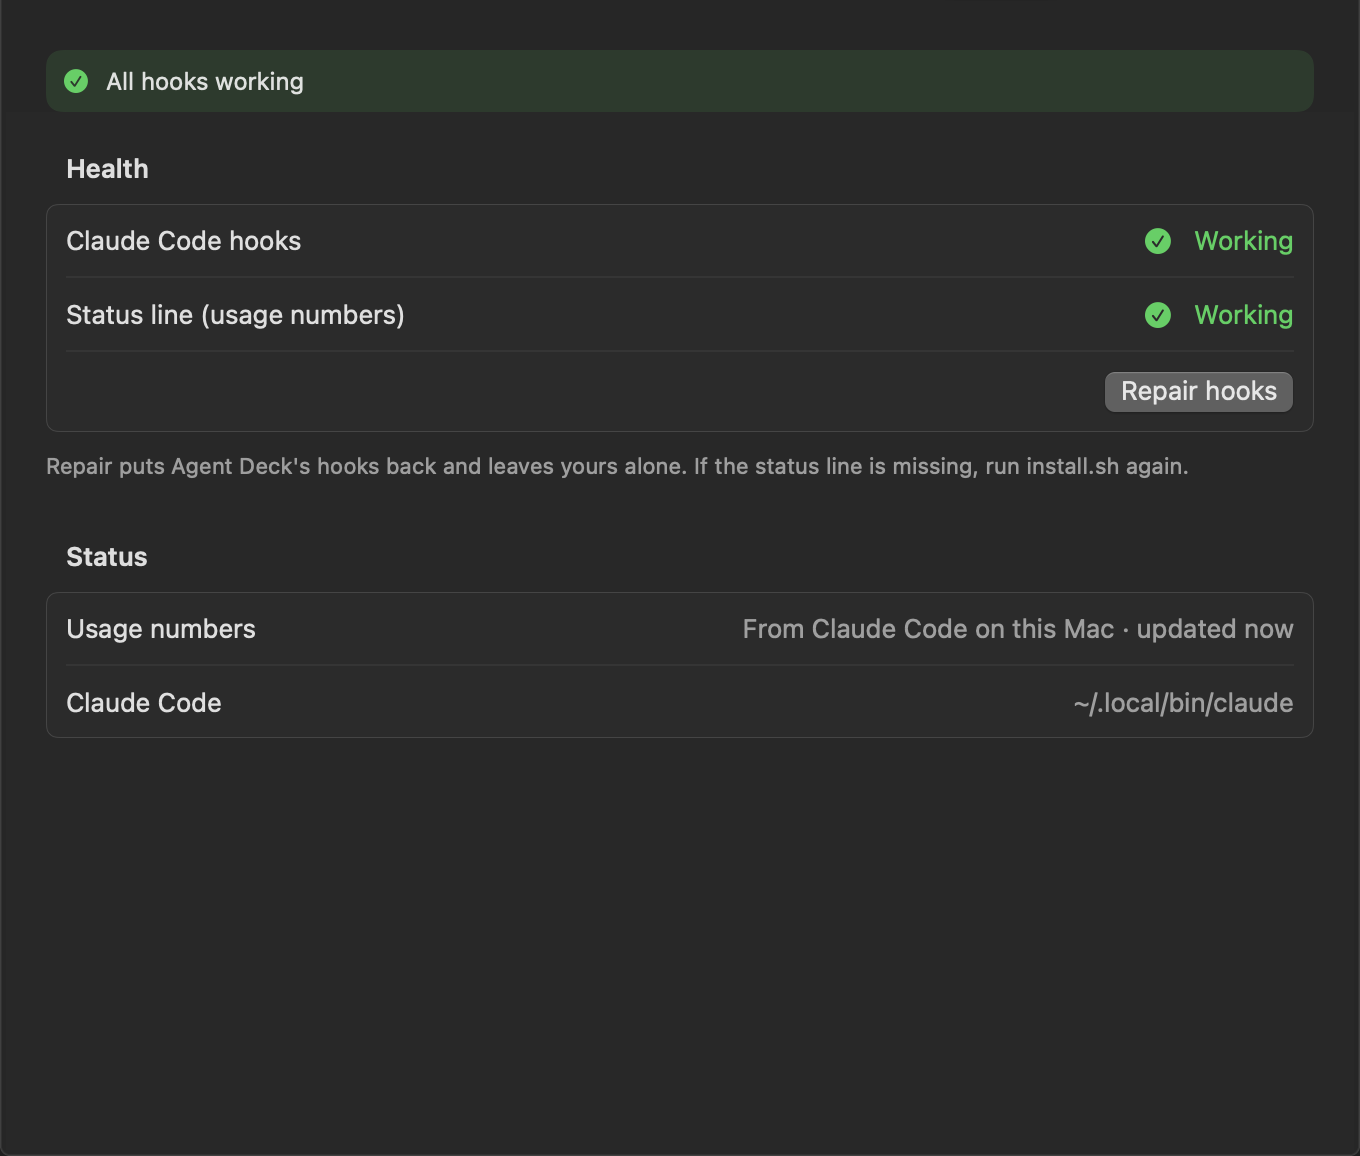 All hooks working
Health
Claude Code hooks Working
Status line (usage numbers) Working
Repair hooks
Repair puts Agent Deck's hooks back and leaves yours alone. If the status line is missing, run install.sh again.
Status
Usage numbers From Claude Code on this Mac · updated now
Claude Code ~/.local/bin/claude